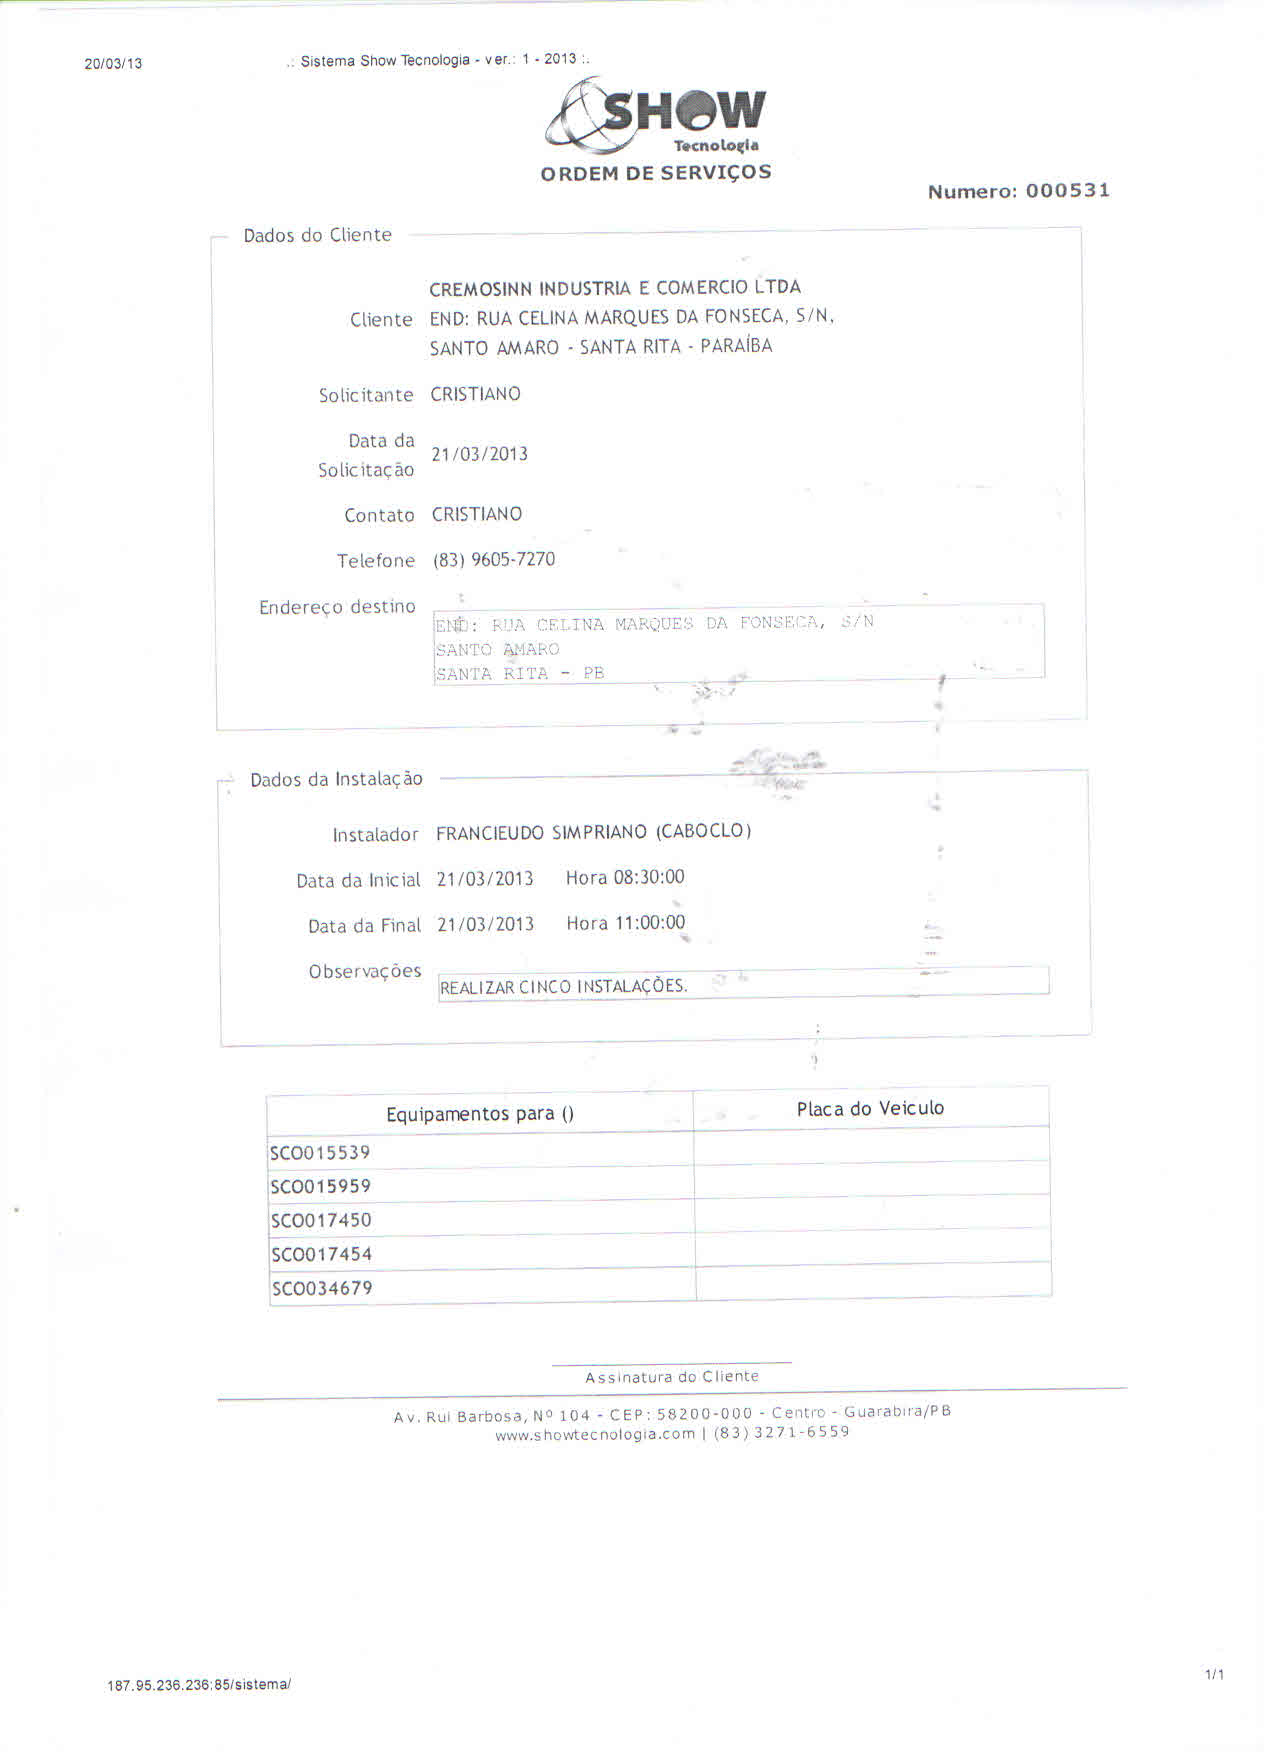 20/03/13
.: Sistema Show Tecnologia - ver.: 1 - 2013 :.
SHOW
Tecnologia
ORDEM DE SERVIÇOS
Numero: 000531
Dados do Cliente
CREMOSINN INDUSTRIA E COMERCIO LTDA
Cliente END: RUA CELINA MARQUES DA FONSECA, S/N,
SANTO AMARO - SANTA RITA - PARAÍBA
Solicitante CRISTIANO
Data da
Solicitação 21/03/2013
Contato CRISTIANO
Telefone (83) 9605-7270
Endereço destino
END: RUA CELINA MARQUES DA FONSECA, S/N
SANTO AMARO
SANTA RITA - PB
Dados da Instalação
Instalador FRANCIEUDO SIMPRIANO (CABOCLO)
Data da Inicial 21/03/2013 Hora 08:30:00
Data da Final 21/03/2013 Hora 11:00:00
Observações
REALIZAR CINCO INSTALAÇÕES.
Equipamentos para () Placa do Veiculo
SCO015539
SCO015959
SCO017450
SCO017454
SCO034679
Assinatura do Cliente
Av. Rui Barbosa, Nº 104 - CEP: 58200-000 - Centro - Guarabira/PB
www.showtecnologia.com | (83) 3271-6559
187.95.236.236:85/sistema/
1/1